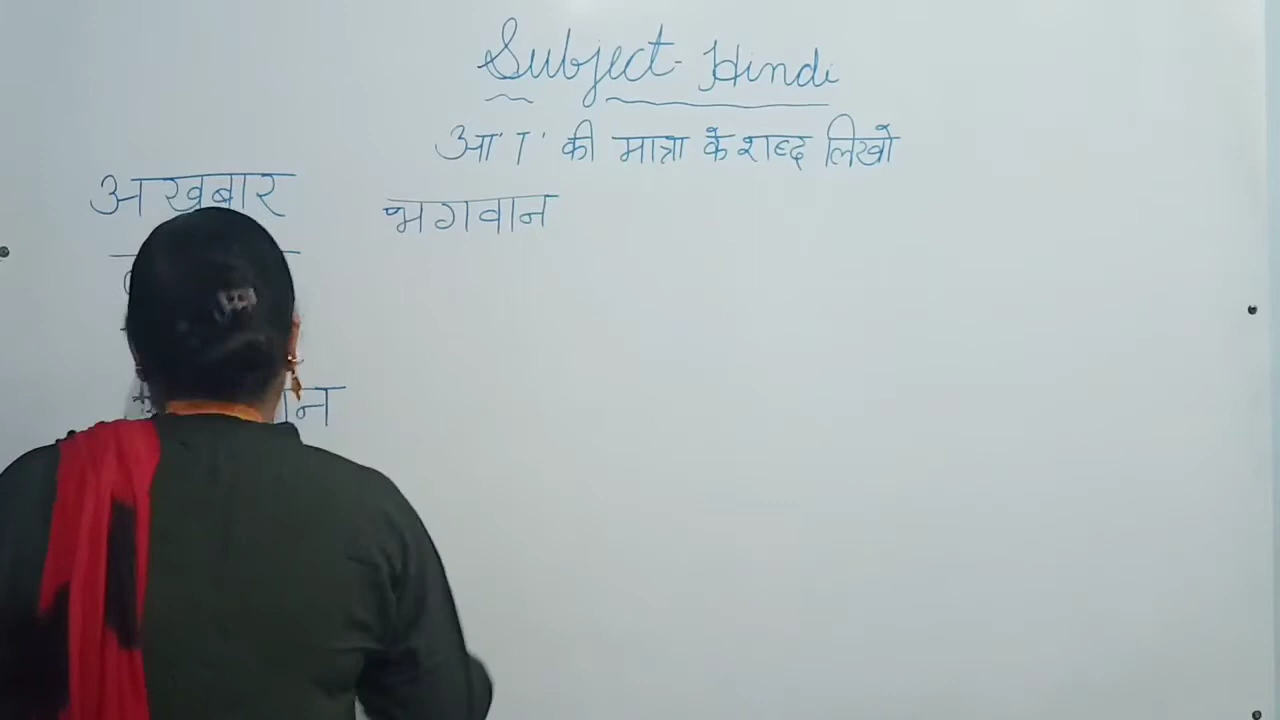 Subject- Hindi
आ 'ा' की मात्रा के शब्द लिखो
अखबार भगवान